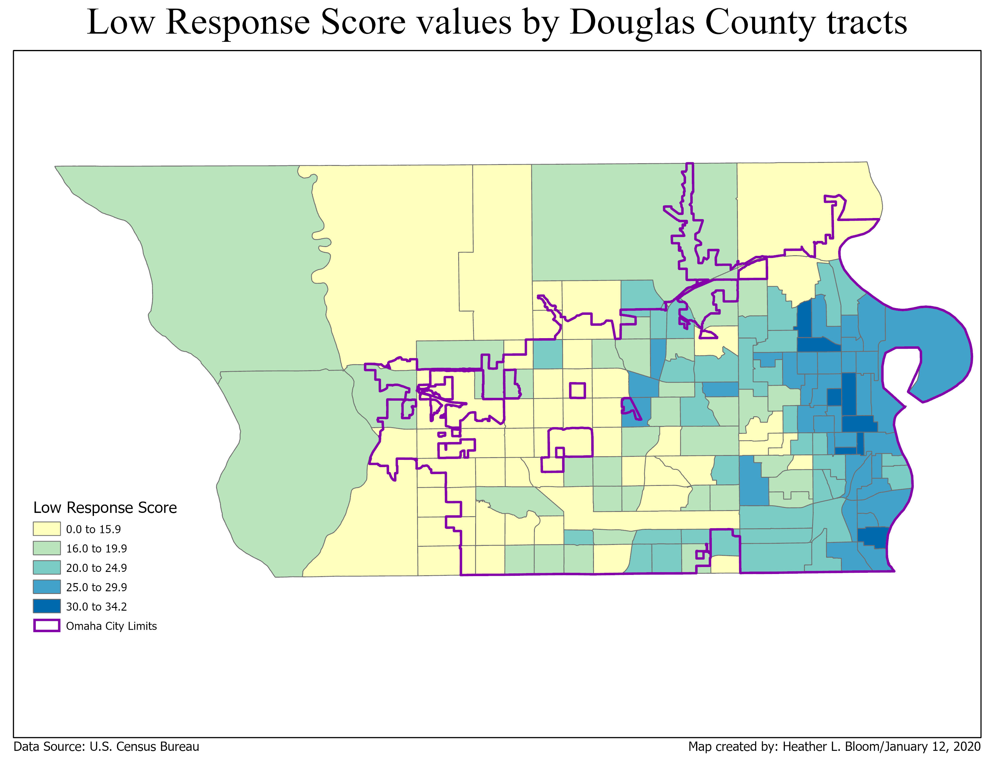 Low Response Score values by Douglas County tracts
Low Response Score
0.0 to 15.9
16.0 to 19.9
20.0 to 24.9
25.0 to 29.9
30.0 to 34.2
Omaha City Limits
Data Source: U.S. Census Bureau
Map created by: Heather L. Bloom/January 12, 2020